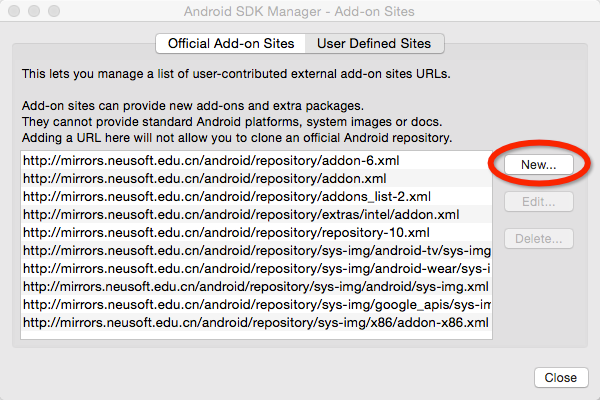 Android SDK Manager - Add-on Sites
Official Add-on Sites
User Defined Sites
This lets you manage a list of user-contributed external add-on sites URLs.
Add-on sites can provide new add-ons and extra packages.
They cannot provide standard Android platforms, system images or docs.
Adding a URL here will not allow you to clone an official Android repository.
http://mirrors.neusoft.edu.cn/android/repository/addon-6.xml
http://mirrors.neusoft.edu.cn/android/repository/addon.xml
http://mirrors.neusoft.edu.cn/android/repository/addons_list-2.xml
http://mirrors.neusoft.edu.cn/android/repository/extras/intel/addon.xml
http://mirrors.neusoft.edu.cn/android/repository/repository-10.xml
http://mirrors.neusoft.edu.cn/android/repository/sys-img/android-tv/sys-img
http://mirrors.neusoft.edu.cn/android/repository/sys-img/android-wear/sys-i
http://mirrors.neusoft.edu.cn/android/repository/sys-img/android/sys-img.xml
http://mirrors.neusoft.edu.cn/android/repository/sys-img/google_apis/sys-im
http://mirrors.neusoft.edu.cn/android/repository/sys-img/x86/addon-x86.xml
New...
Edit...
Delete...
Close